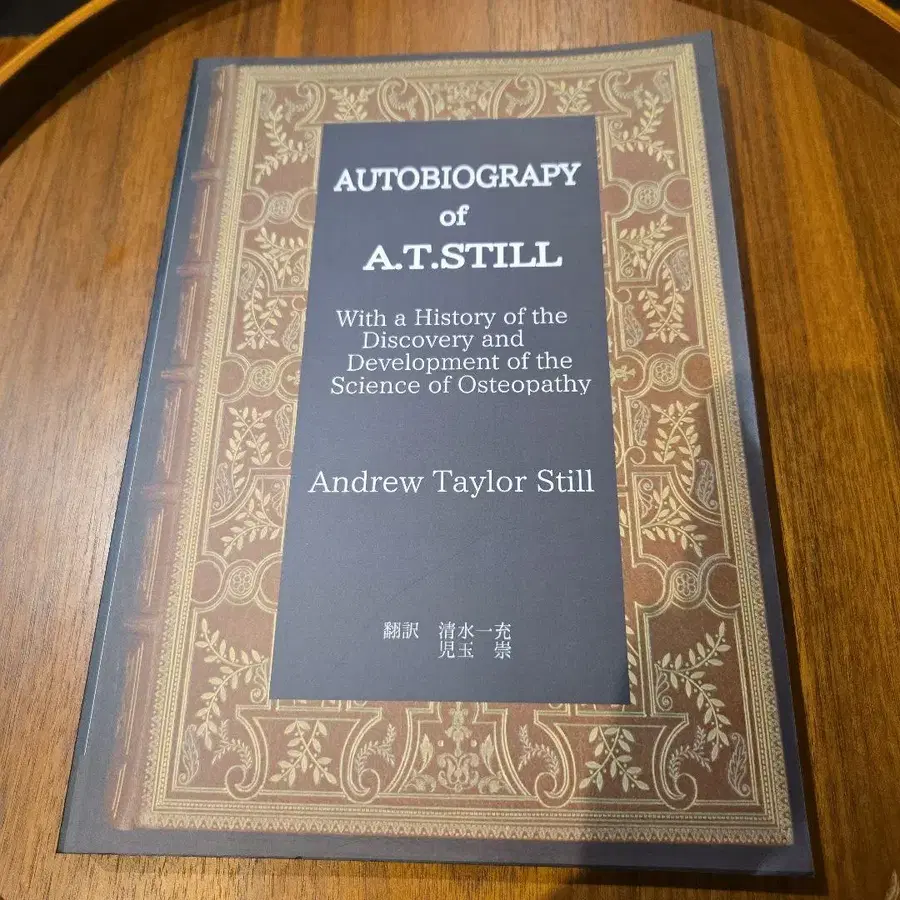 AUTOBIOGRAPY
of
A.T.STILL
With a History of the
Discovery and
Development of the
Science of Osteopathy
Andrew Taylor Still
翻訳 清水一充
児玉 崇